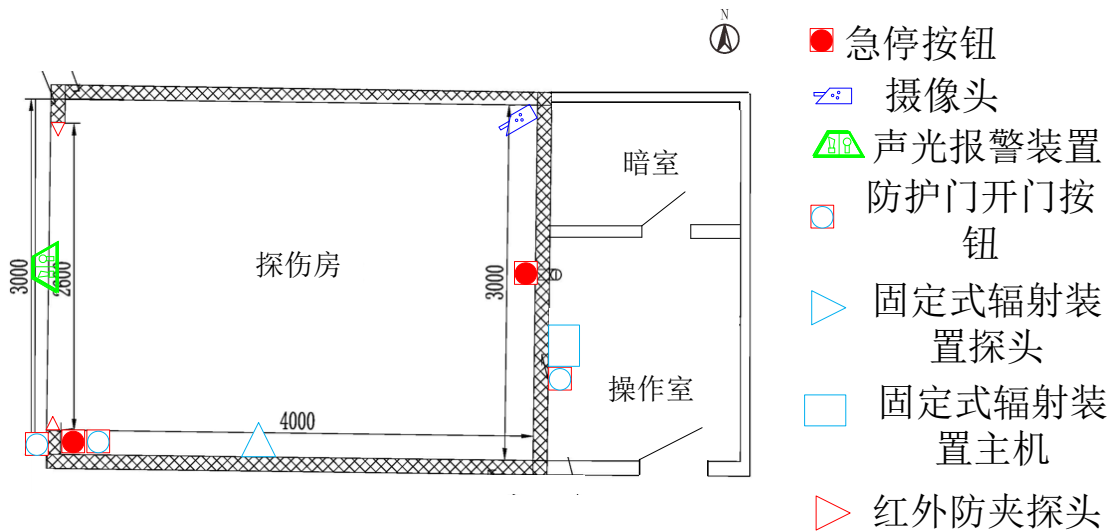 N
急停按钮
摄像头
声光报警装置
防护门开门按
钮
固定式辐射装
置探头
固定式辐射装
置主机
红外防夹探头
暗室
探伤房
操作室
3000
2600
3000
4000